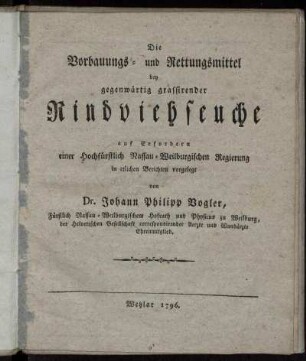 Die
Vorbauungs- und Rettungsmittel
bey
gegenwärtig grassirender
Rindviehseuche
auf Erfordern
einer Hochfürstlich Nassau-Weilburgischen Regierung
in etlichen Berichten vorgelegt
von
Dr. Johann Philipp Vogler,
Fürstlich Nassau-Weilburgischem Hofrath und Physicus zu Weilburg,
der Helvetischen Gesellschaft correspondirender Aerzte und Wundärzte
Ehrenmitglied.
Wetzlar 1796.